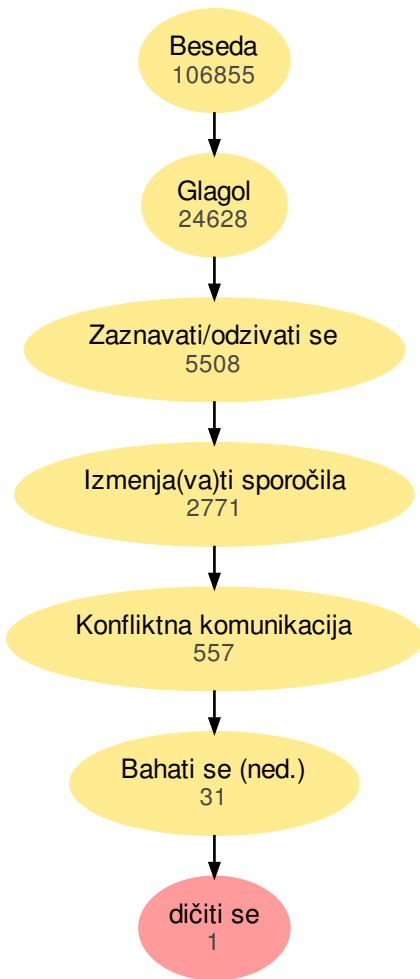 Beseda
106855
Glagol
24628
Zaznavati/odzivati se
5508
Izmenja(va)ti sporočila
2771
Konfliktna komunikacija
557
Bahati se (ned.)
31
dičiti se
1